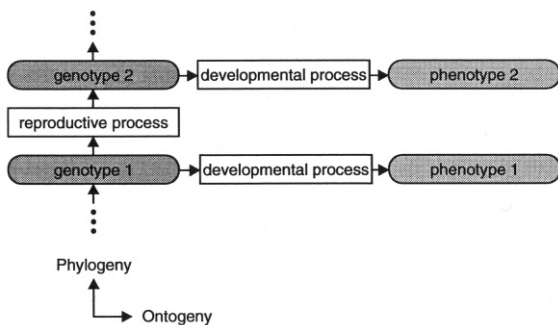 genotype 2
developmental process
phenotype 2
reproductive process
genotype 1
developmental process
phenotype 1
Phylogeny
Ontogeny